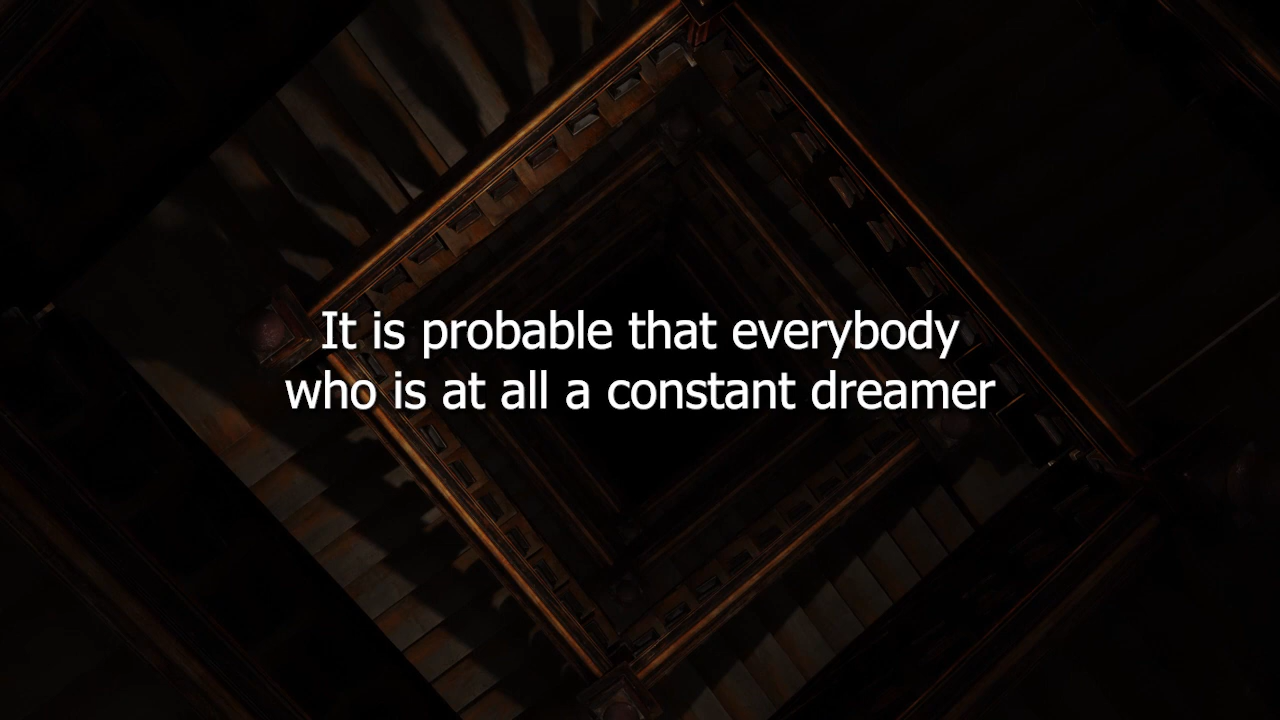 It is probable that everybody
who is at all a constant dreamer